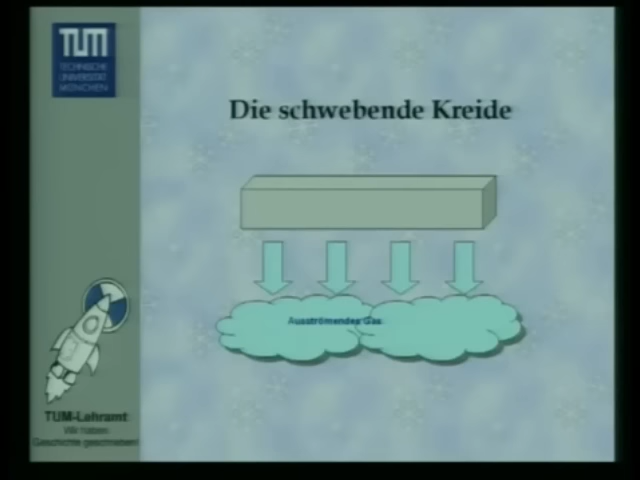 TUM
TECHNISCHE
UNIVERSITÄT
MÜNCHEN
Die schwebende Kreide
Ausströmendes Gas
TUM-Lehramt:
Wir haben
Geschichte geschrieben!